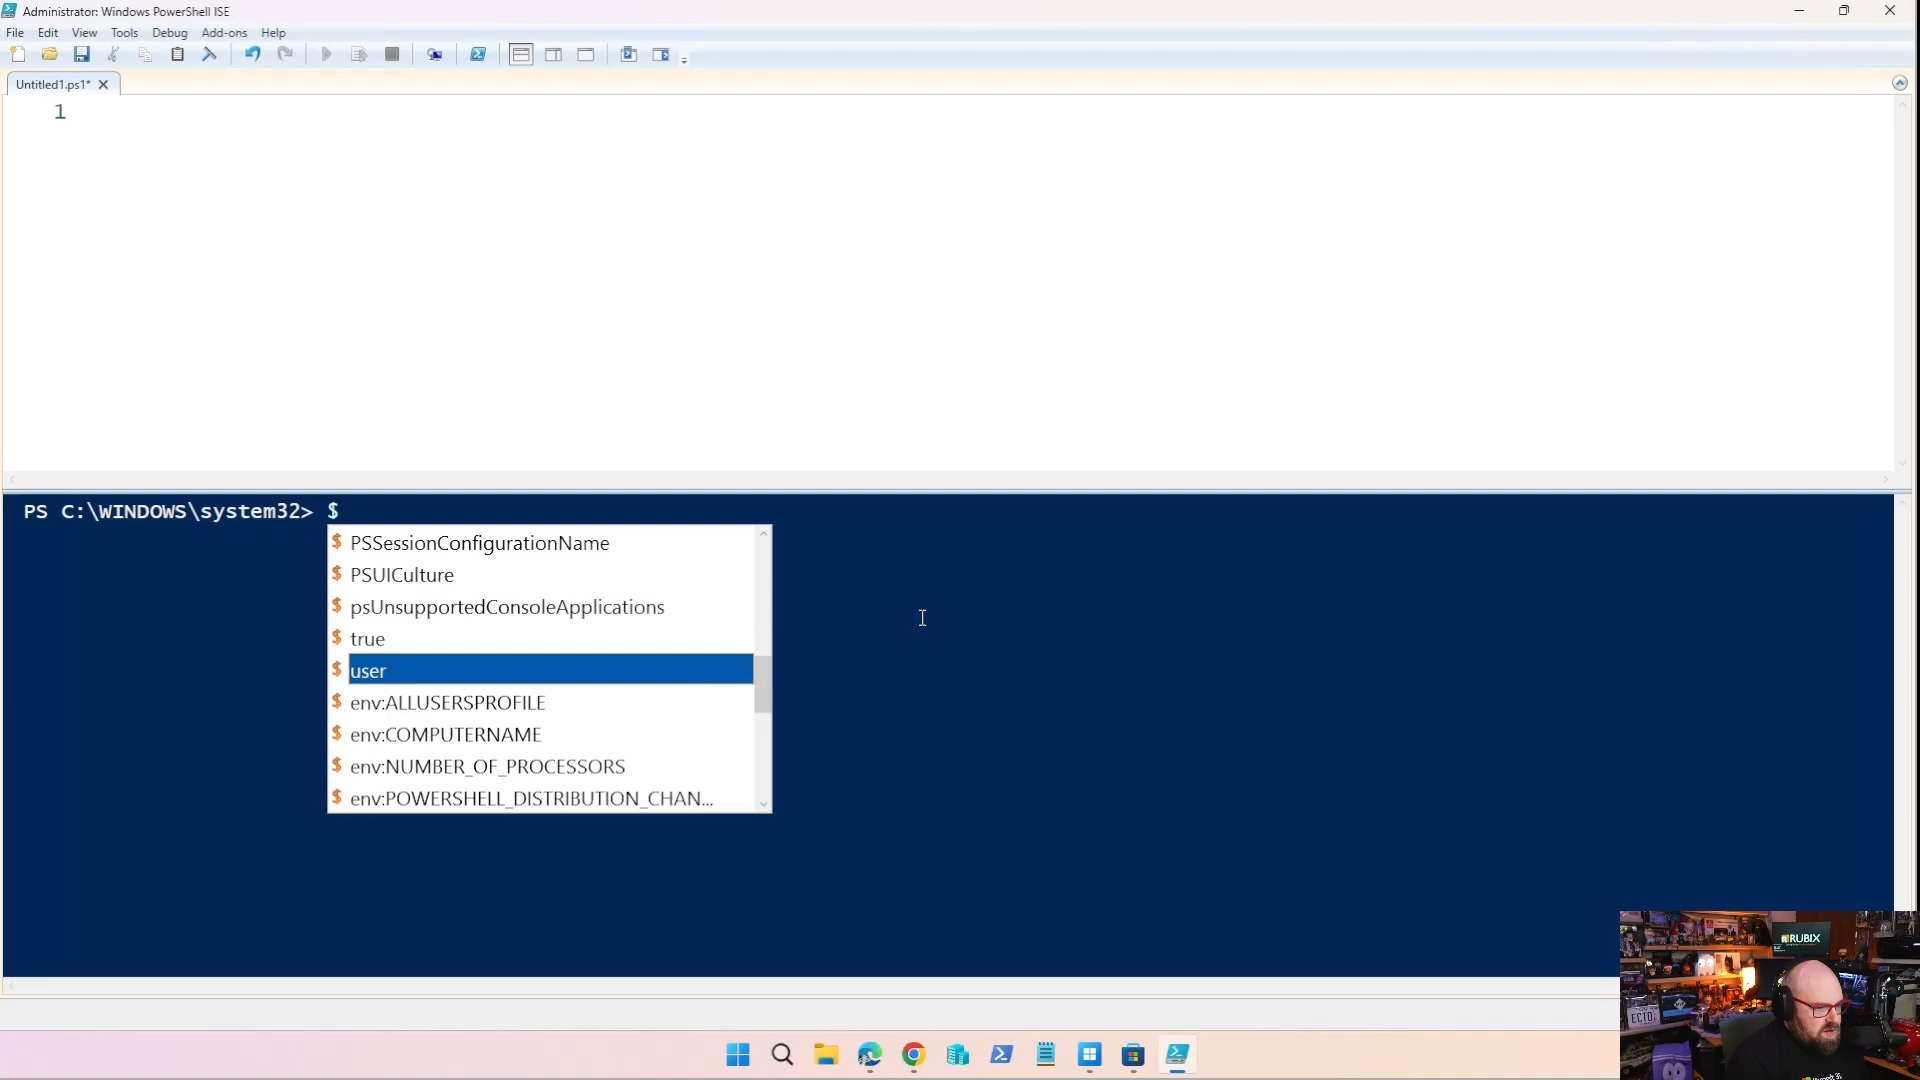 Administrator: Windows PowerShell ISE
File Edit View Tools Debug Add-ons Help
Untitled1.ps1*
1
PS C:\WINDOWS\system32> $
$ PSSessionConfigurationName
$ PSUICulture
$ psUnsupportedConsoleApplications
$ true
$ user
$ env:ALLUSERSPROFILE
$ env:COMPUTERNAME
$ env:NUMBER_OF_PROCESSORS
$ env:POWERSHELL_DISTRIBUTION_CHAN...
RUBIX